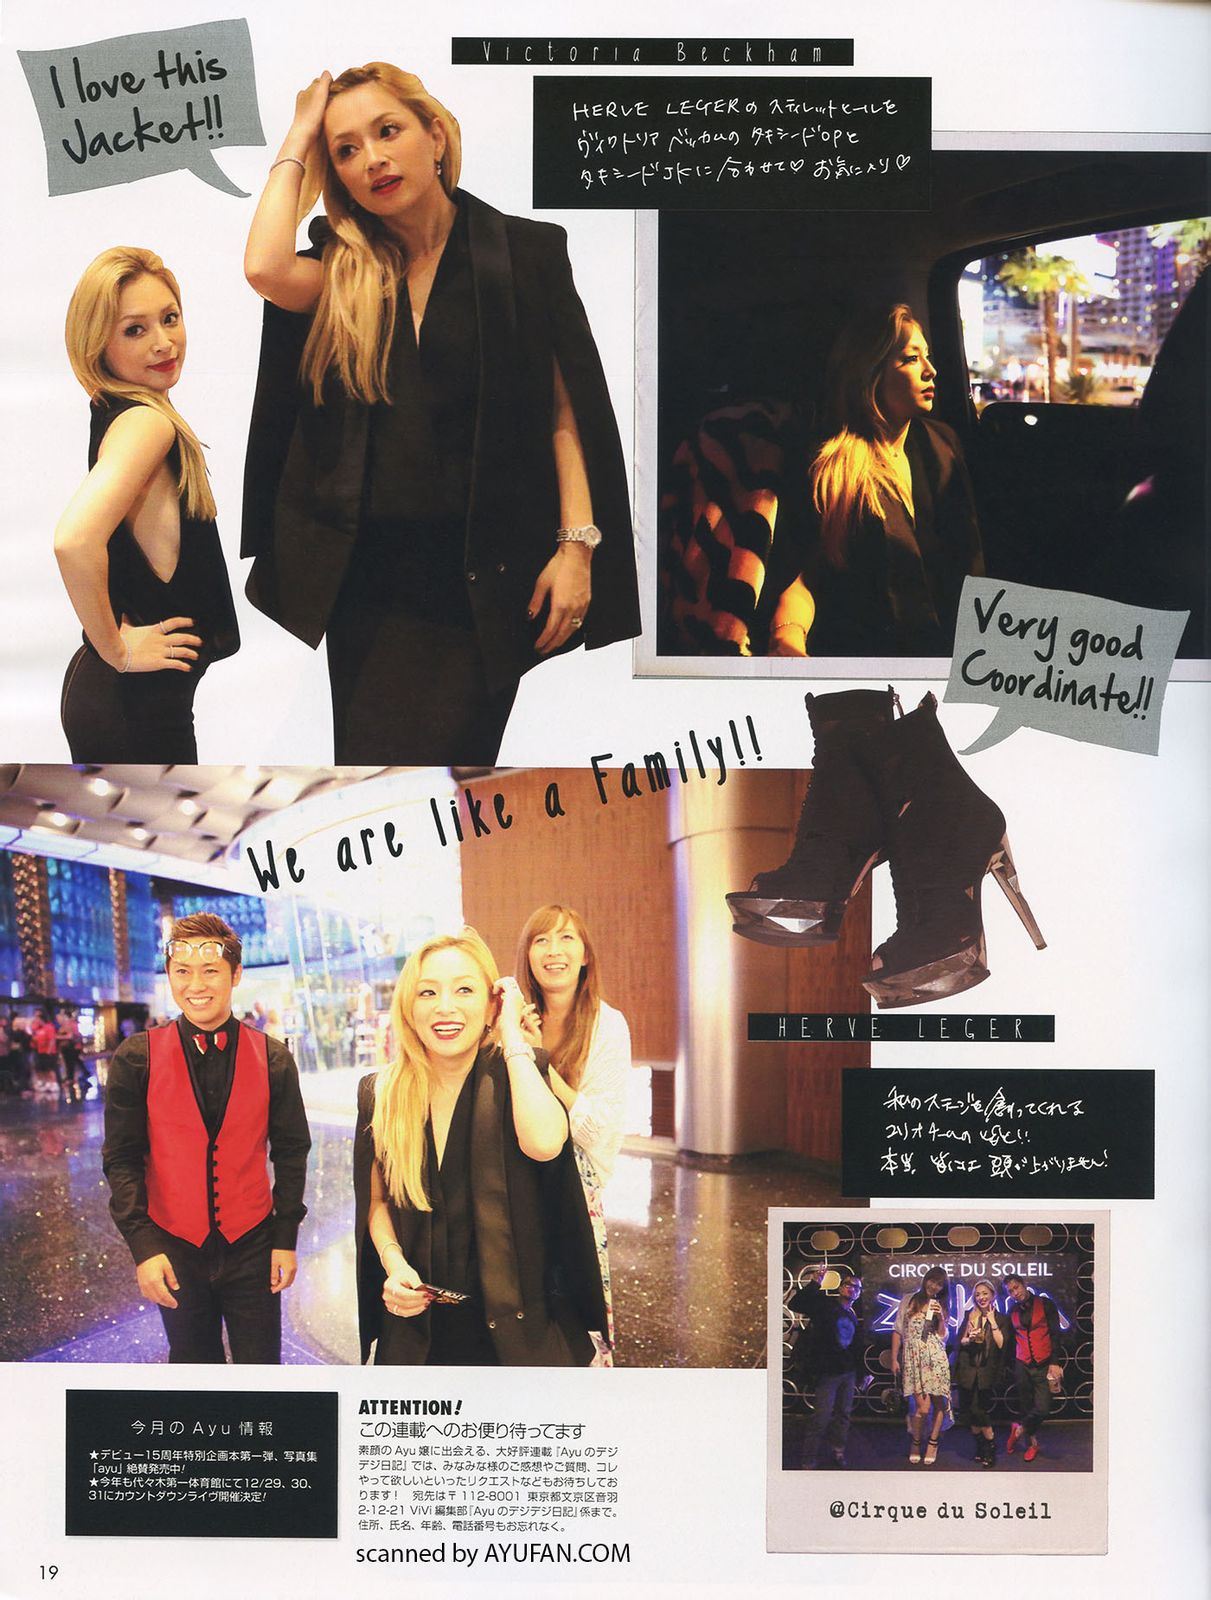 I love this
Jacket!!
Victoria Beckham
HERVE LEGERの スティレットヒールを
ヴィクトリア ベッカムの タキシードOPと
タキシードJKに 合わせて♡ お気に入り♡
Very good
Coordinate!!
We are like a Family!!
HERVE LEGER
私のステージを創ってくれる
クリオチームの
本当、皆には 頭が上がりません!
CIRQUE DU SOLEIL
@Cirque du Soleil
今月のAyu情報
★デビュー15周年特別企画本第一弾、写真集
「ayu」絶賛発売中!
★今年も代々木第一体育館にて12/29、30、
31にカウントダウンライヴ開催決定!
ATTENTION!
この連載へのお便り待ってます
素顔のAyu嬢に出会える、大好評連載『Ayuのデジ
デジ日記』では、みなみな様のご感想やご質問、コレ
やって欲しいといったリクエストなどもお待ちしてお
ります! 宛先は〒112-8001 東京都文京区音羽
2-12-21 ViVi編集部『Ayuのデジデジ日記』係まで。
住所、氏名、年齢、電話番号もお忘れなく。
scanned by AYUFAN.COM
19